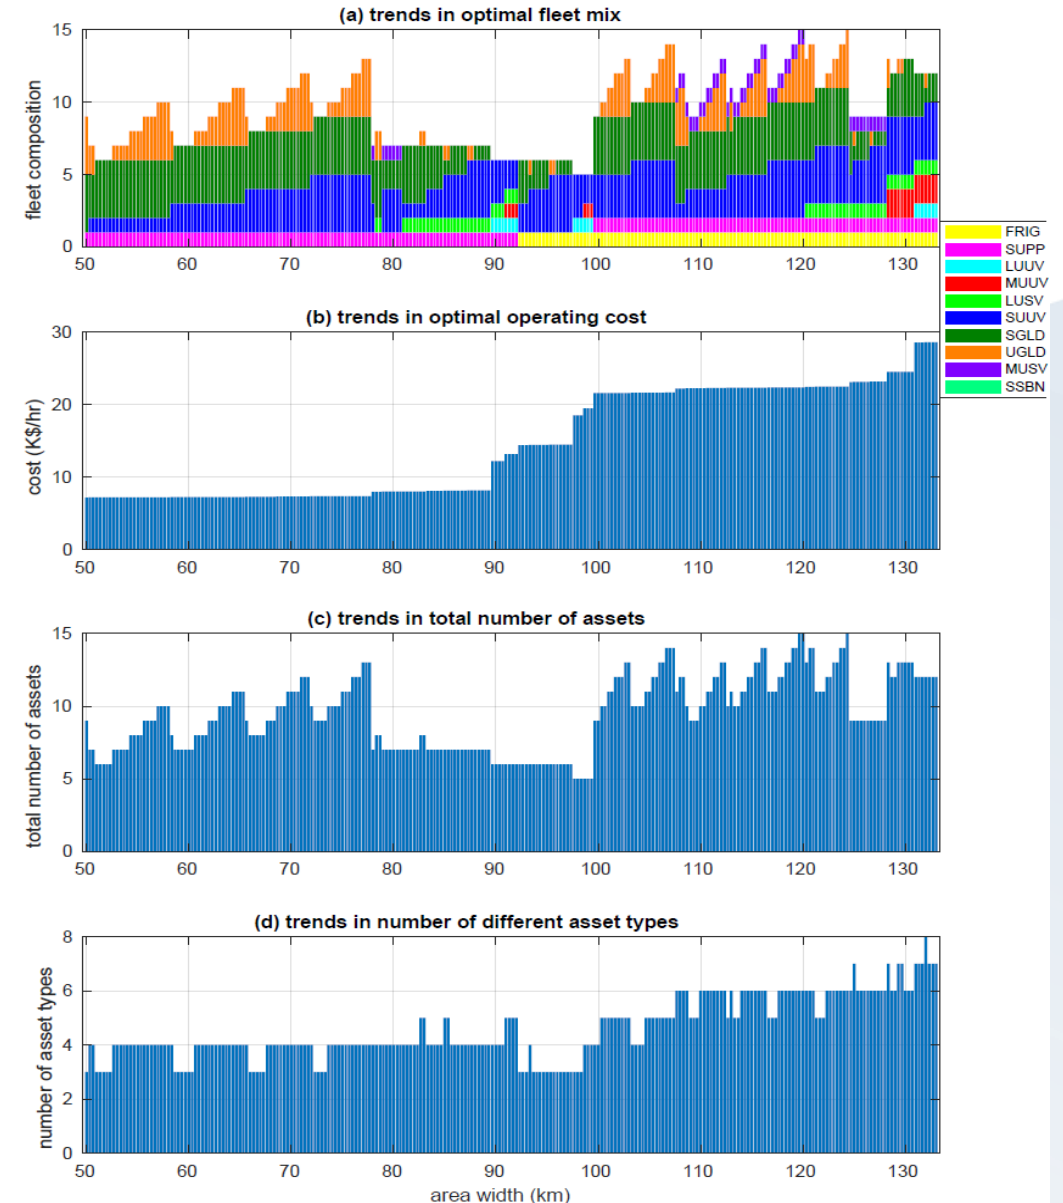 (a) trends in optimal fleet mix
15
10
5
0
fleet composition
50 60 70 80 90 100 110 120 130
FRIG
SUPP
LUUV
MUUV
LUSV
SUUV
SGLD
UGLD
MUSV
SSBN
(b) trends in optimal operating cost
30
20
10
0
cost (K$/hr)
50 60 70 80 90 100 110 120 130
(c) trends in total number of assets
15
10
5
0
total number of assets
50 60 70 80 90 100 110 120 130
(d) trends in number of different asset types
8
6
4
2
0
number of asset types
50 60 70 80 90 100 110 120 130
area width (km)